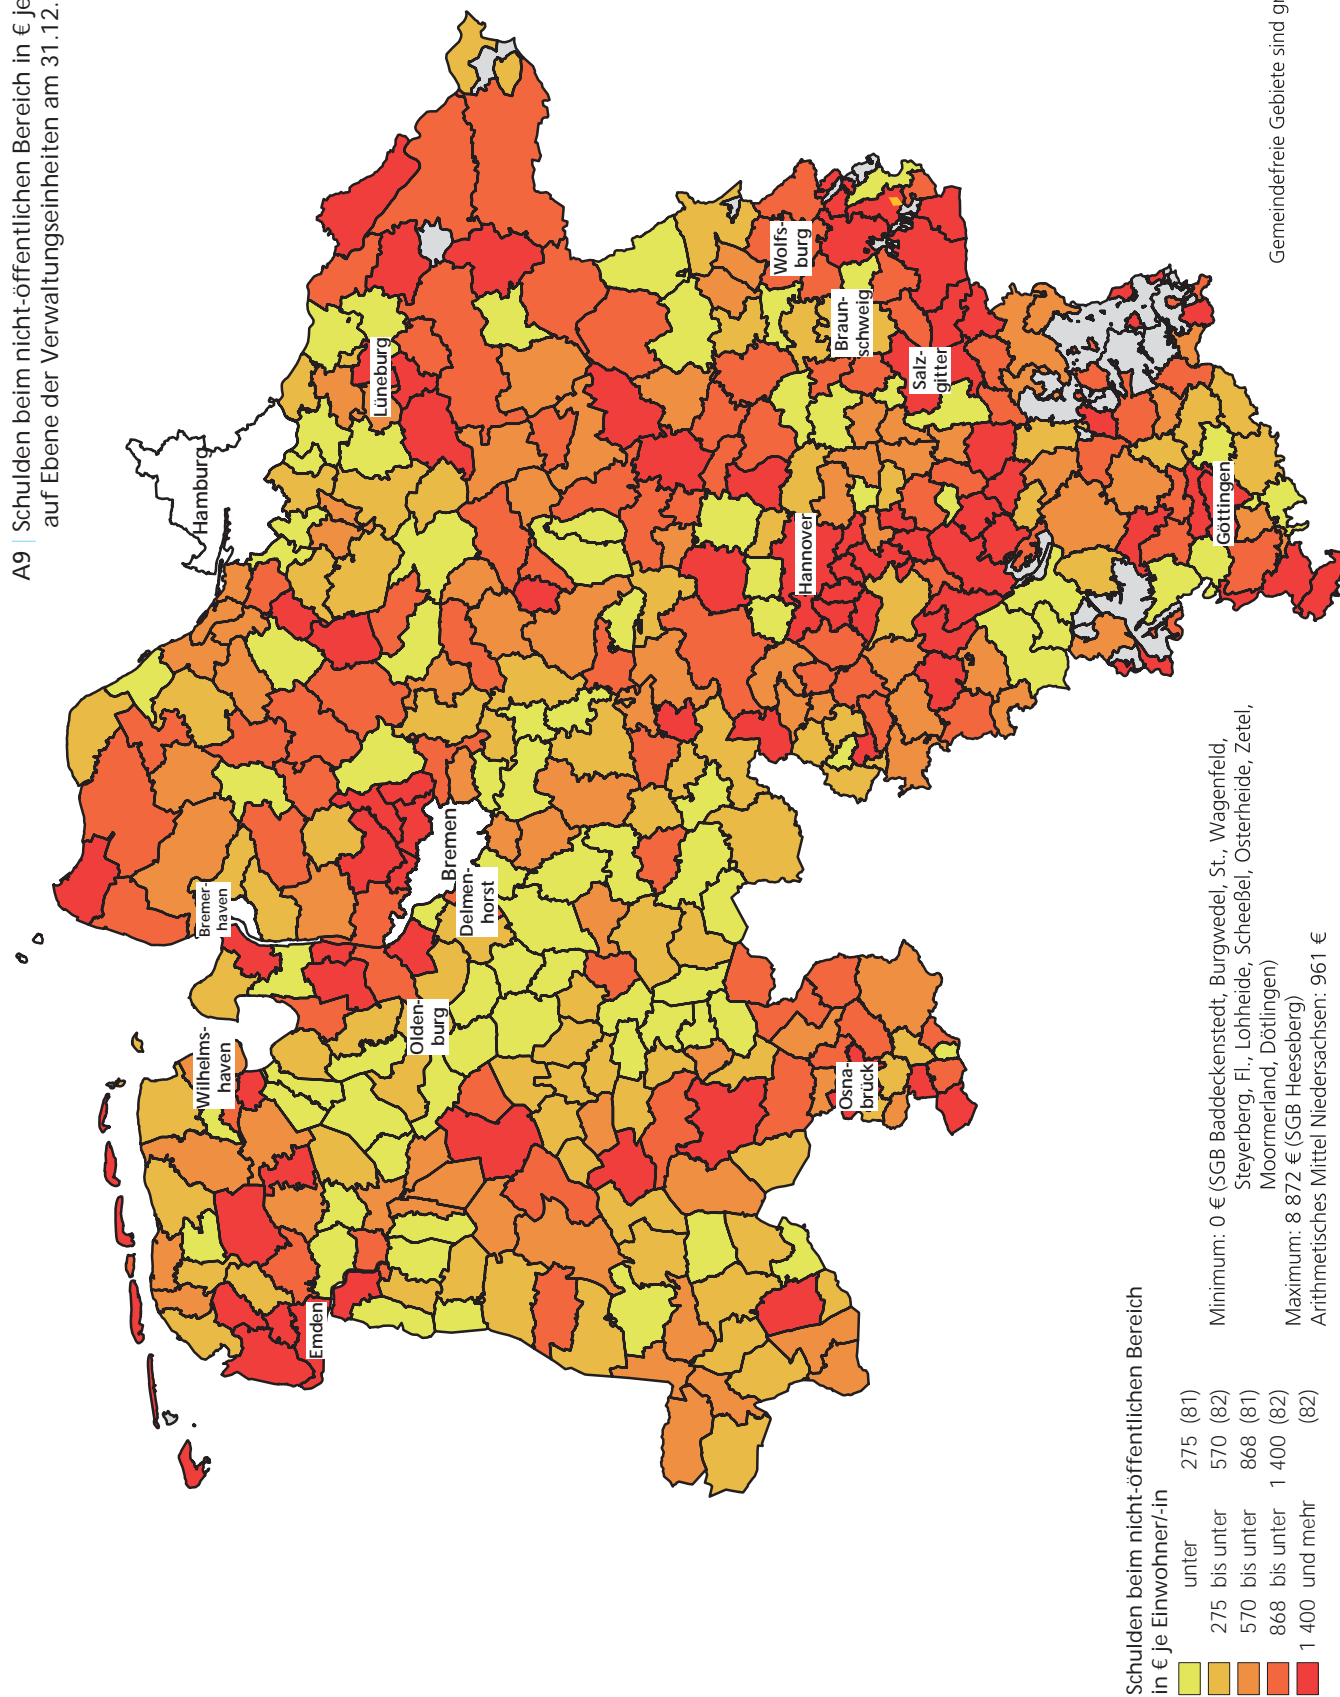 A9 | Schulden beim nicht-öffentlichen Bereich in € je
auf Ebene der Verwaltungseinheiten am 31.12.
Hamburg
Bremer-
haven
Wilhelms-
haven
Emden
Lüneburg
Bremen
Delmen-
horst
Olden-
burg
Wolfs-
burg
Braun-
schweig
Salz-
gitter
Hannover
Osna-
brück
Göttingen
Gemeindefreie Gebiete sind
Schulden beim nicht-öffentlichen Bereich
in € je Einwohner/-in
unter 275 (81)
275 bis unter 570 (82)
570 bis unter 868 (81)
868 bis unter 1 400 (82)
1 400 und mehr (82)
Minimum: 0 € (SGB Baddeckenstedt, Burgwedel, St., Wagenfeld,
Steyerberg, Fl., Lohheide, Scheeßel, Osterheide, Zetel,
Moormerland, Dötlingen)
Maximum: 8 872 € (SGB Heeseberg)
Arithmetisches Mittel Niedersachsen: 961 €